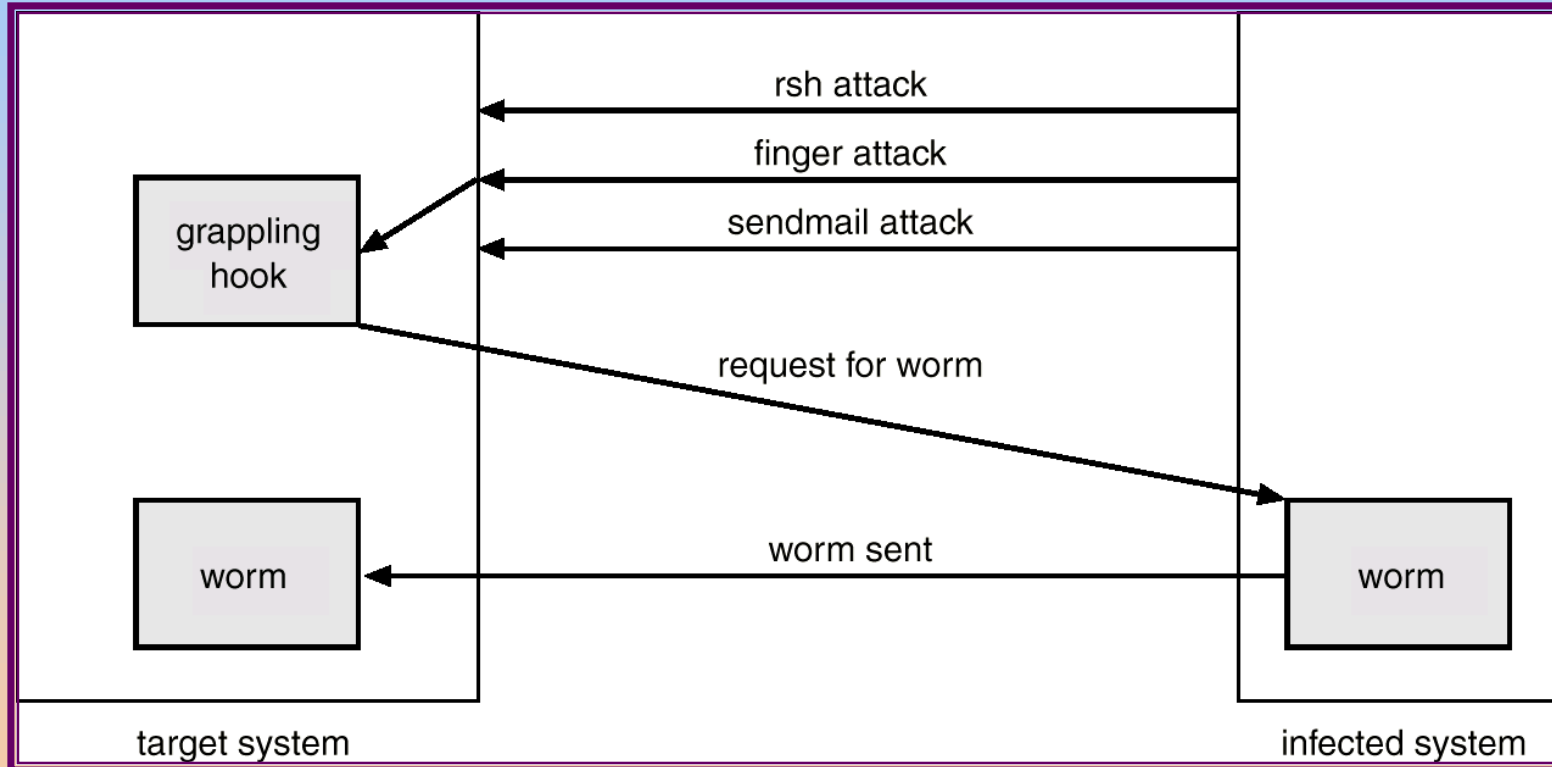 rsh attack
finger attack
sendmail attack
grappling
hook
request for worm
worm sent
worm
worm
target system
infected system